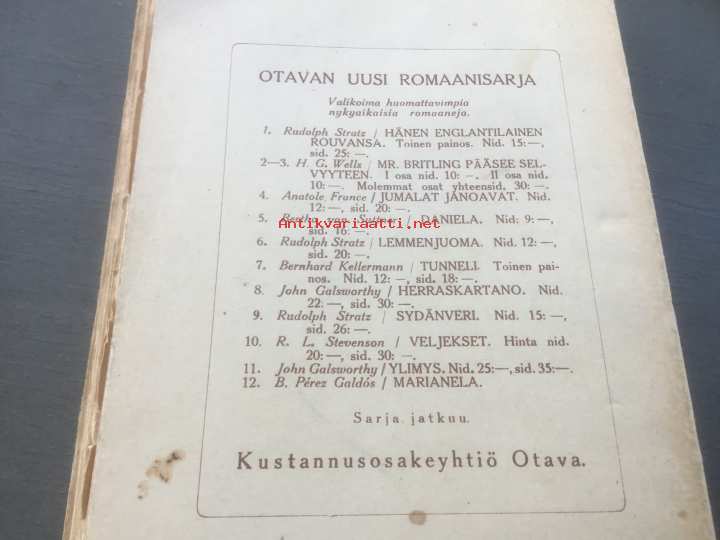 OTAVAN UUSI ROMAANISARJA
Valikoima huomattavimpia
nykyaikaisia romaaneja.
1. Rudolph Stratz / HÄNEN ENGLANTILAINEN
ROUVANSA. Toinen painos. Nid. 15:—,
sid. 25: —.
2—3. H. G. Wells / MR. BRITLING PÄÄSEE SEL-
VYYTEEN. I osa nid. 10: —. II osa nid.
10: —. Molemmat osat yhteensid. 30: —.
4. Anatole France / JUMALAT JANOAVAT. Nid.
12: —, sid. 20: —.
5. / DANIELA. Nid: 9: —,
sid. 16: —.
Antikvariaatti.net
6. Rudolph Stratz / LEMMENJUOMA. Nid. 12: —,
sid. 20: —.
7. Bernhard Kellermann / TUNNELI. Toinen pai-
nos. Nid. 12: —, sid. 18: —.
8. John Galsworthy / HERRASKARTANO. Nid.
22: —, sid. 30: —.
9. Rudolph Stratz / SYDÄNVERI. Nid. 15: —,
sid. 26: —.
10. R. L. Stevenson / VELJEKSET. Hinta nid.
20: —, sid. 30: —.
11. John Galsworthy / YLIMYS. Nid. 25: —, sid. 35: —.
12. B. Pérez Galdós / MARIANELA.
Sarja jatkuu.
Kustannusosakeyhtiö Otava.